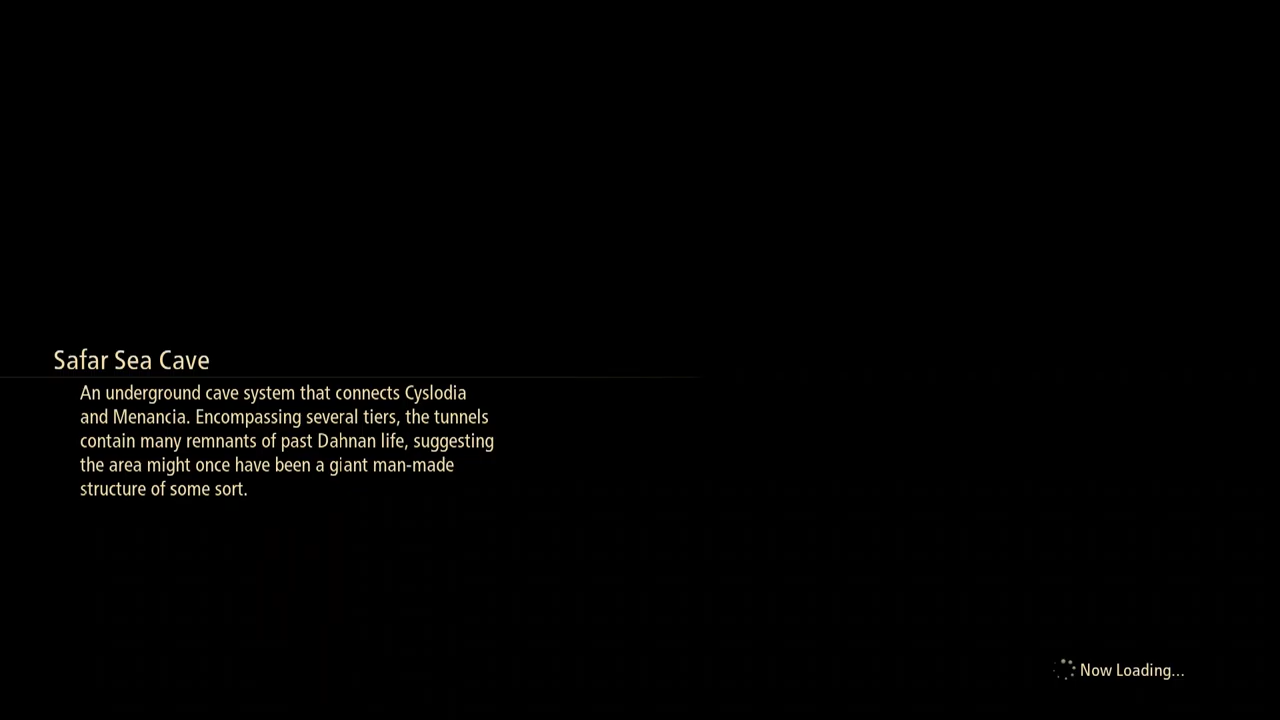 Safar Sea Cave
An underground cave system that connects Cyslodia
and Menancia. Encompassing several tiers, the tunnels
contain many remnants of past Dahnan life, suggesting
the area might once have been a giant man-made
structure of some sort.
Now Loading...